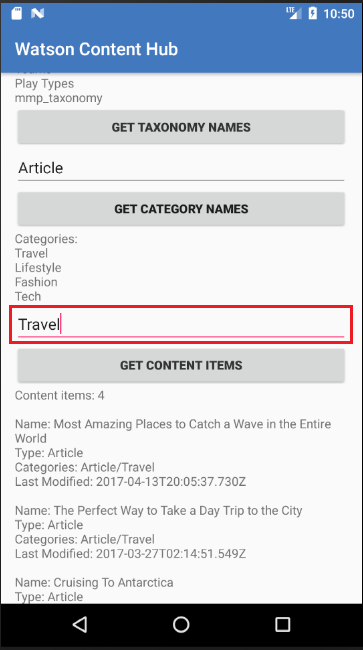 10:50
Watson Content Hub
Play Types
mmp_taxonomy
GET TAXONOMY NAMES
Article
GET CATEGORY NAMES
Categories:
Travel
Lifestyle
Fashion
Tech
Travel
GET CONTENT ITEMS
Content items: 4
Name: Most Amazing Places to Catch a Wave in the Entire
World
Type: Article
Categories: Article/Travel
Last Modified: 2017-04-13T20:05:37.730Z
Name: The Perfect Way to Take a Day Trip to the City
Type: Article
Categories: Article/Travel
Last Modified: 2017-03-27T02:14:51.549Z
Name: Cruising To Antarctica
Type: Article